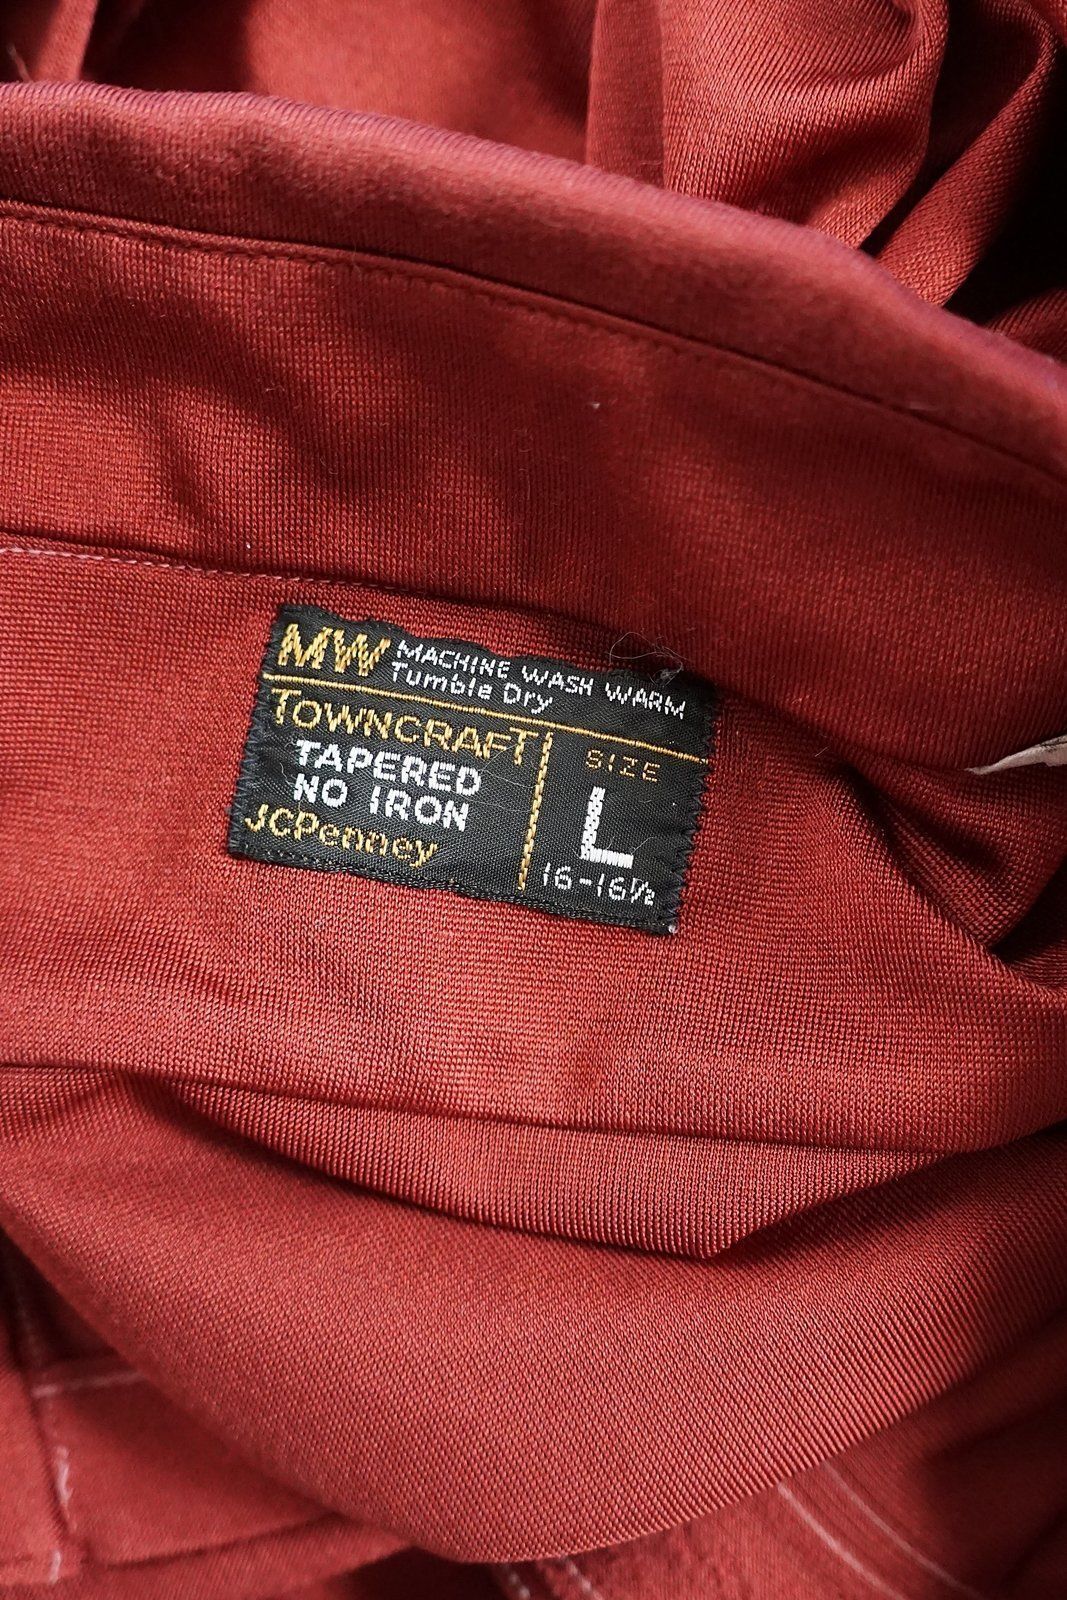 MW MACHINE WASH WARM
Tumble Dry
TOWNCRAFT
TAPERED
NO IRON
JCPenney
SIZE
L
16-16½